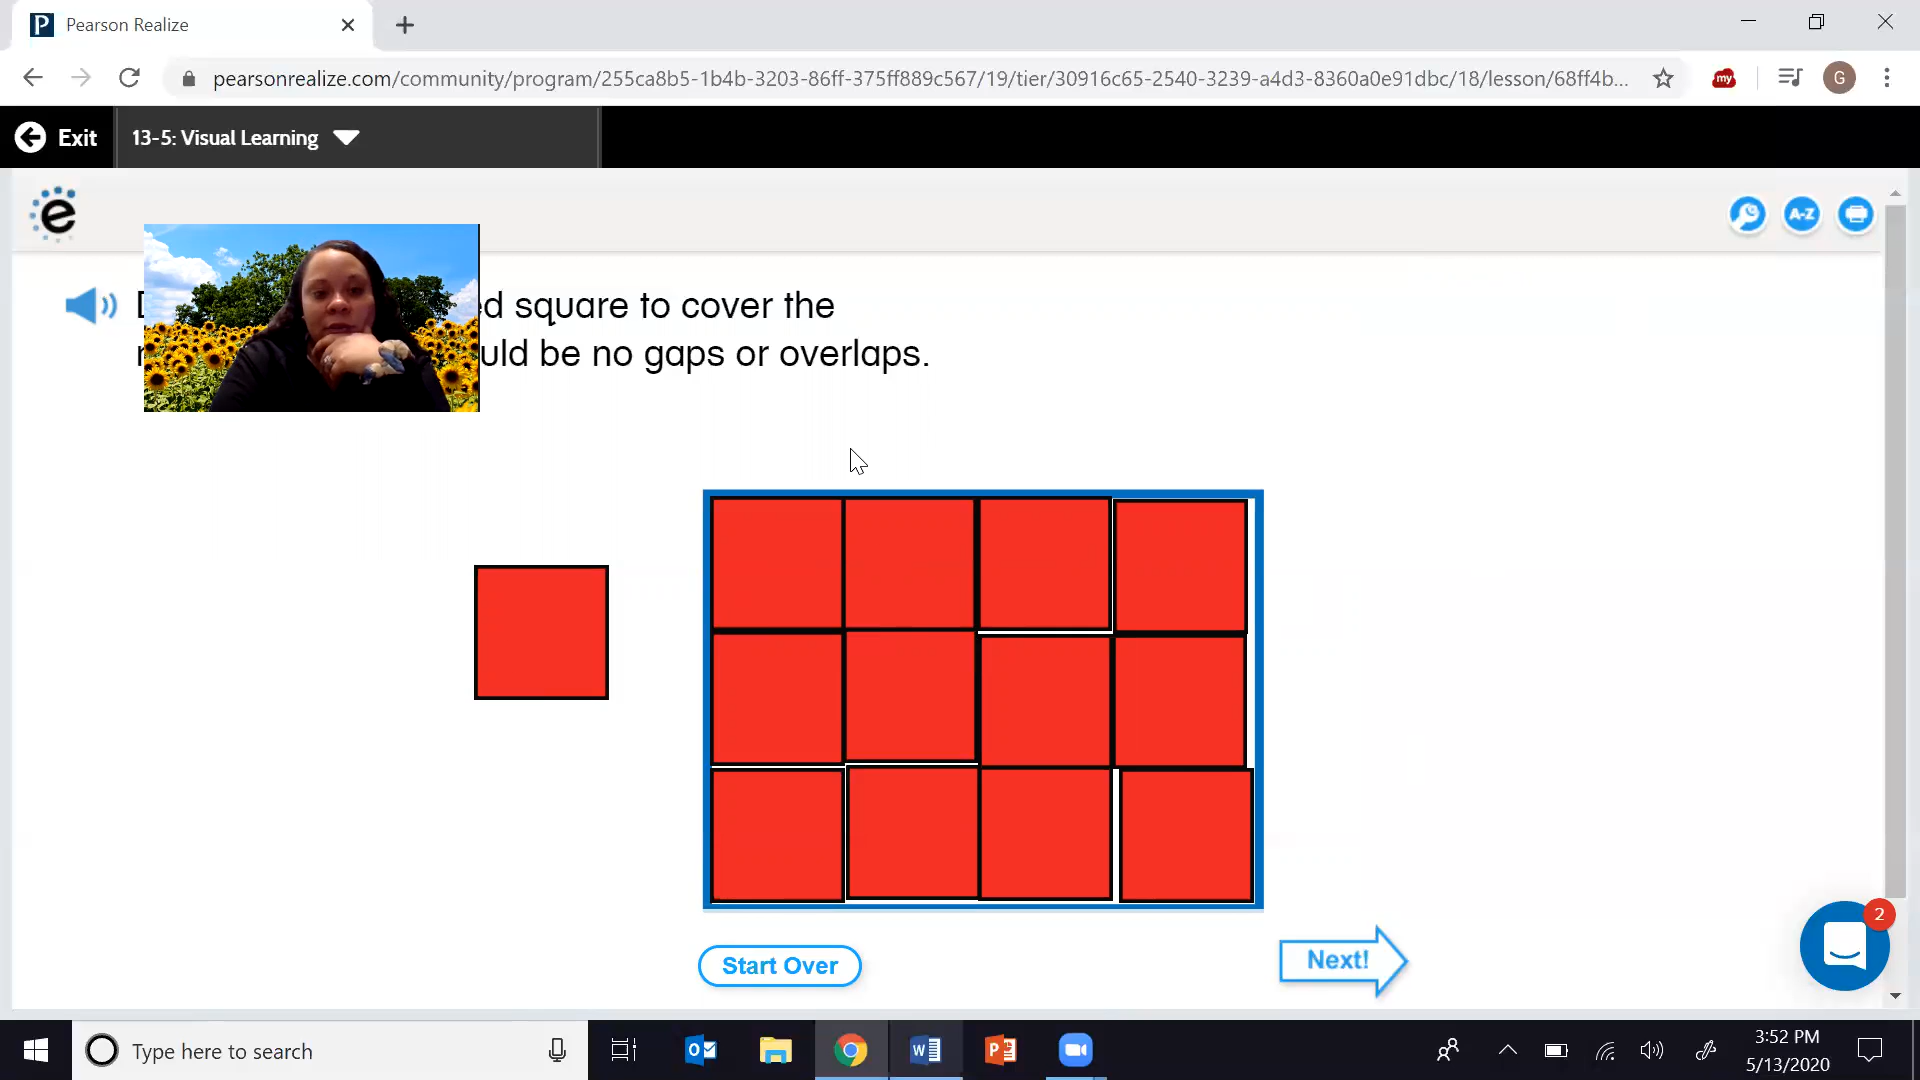 Pearson Realize
pearsonrealize.com/community/program/255ca8b5-1b4b-3203-86ff-375ff889c567/19/tier/30916c65-2540-3239-a4d3-8360a0e91dbc/18/lesson/68ff4b...
my
G
Exit
13-5: Visual Learning
e
A-Z
square to cover the
be no gaps or overlaps.
Start Over
Next!
2
Type here to search
3:52 PM
5/13/2020